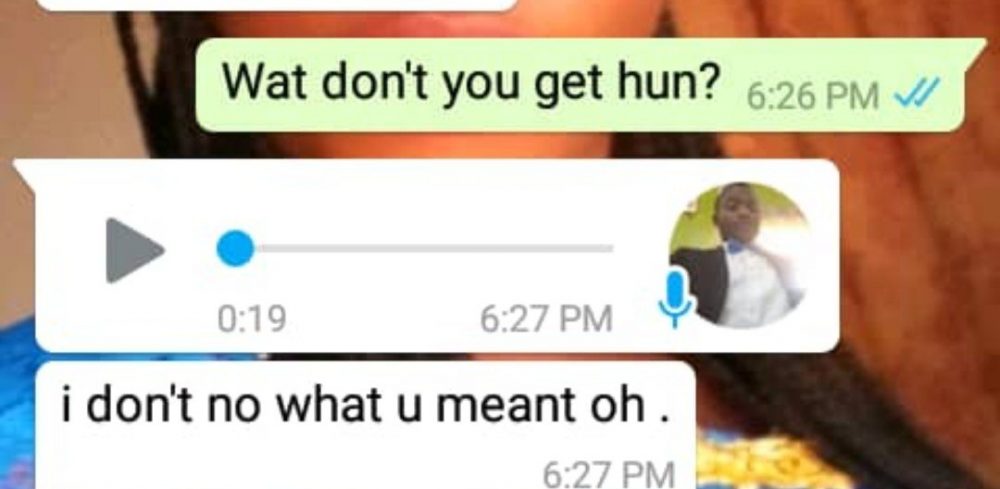 Wat don't you get hun? 6:26 PM
0:19 6:27 PM
i don't no what u meant oh .
6:27 PM